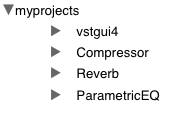 myprojects
vstgui4
Compressor
Reverb
ParametricEQ